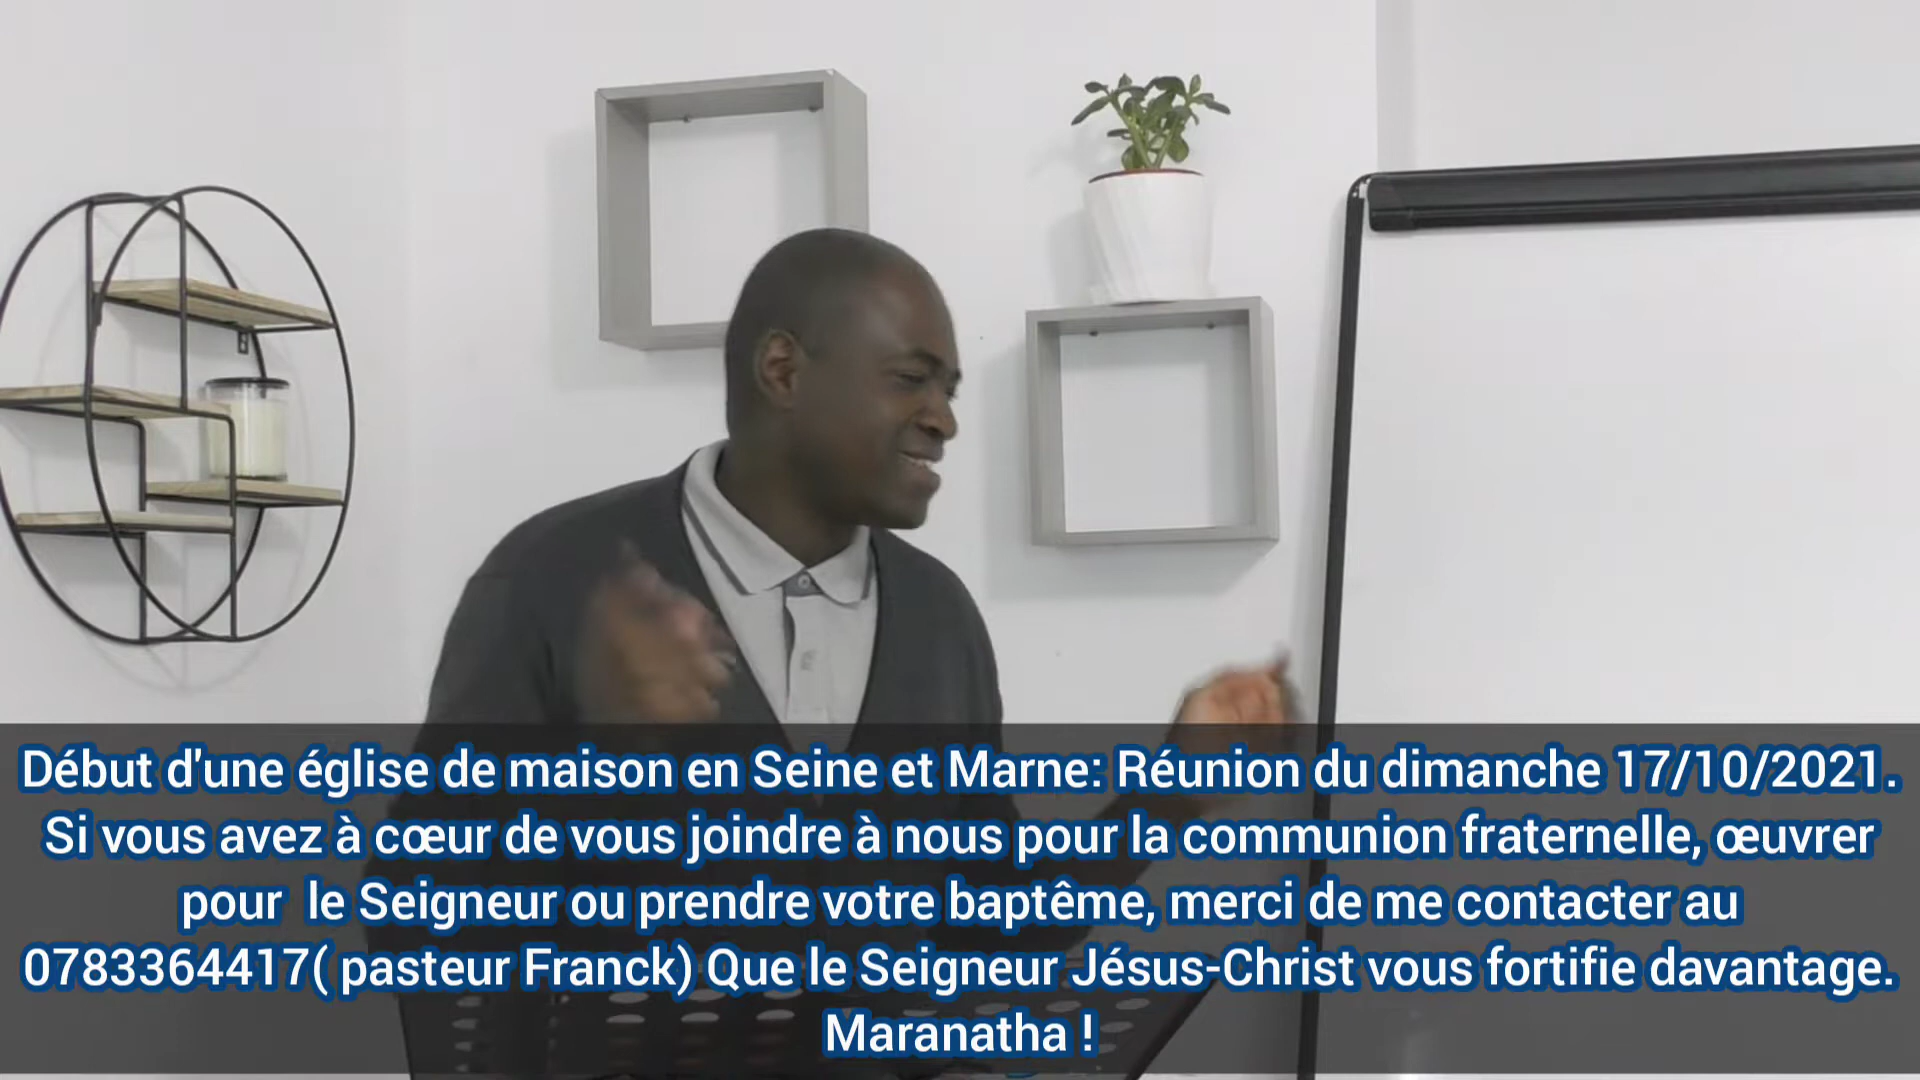 Début d'une église de maison en Seine et Marne: Réunion du dimanche 17/10/2021.
Si vous avez à cœur de vous joindre à nous pour la communion fraternelle, œuvrer
pour  le Seigneur ou prendre votre baptême, merci de me contacter au
0783364417( pasteur Franck) Que le Seigneur Jésus-Christ vous fortifie davantage.
Maranatha !